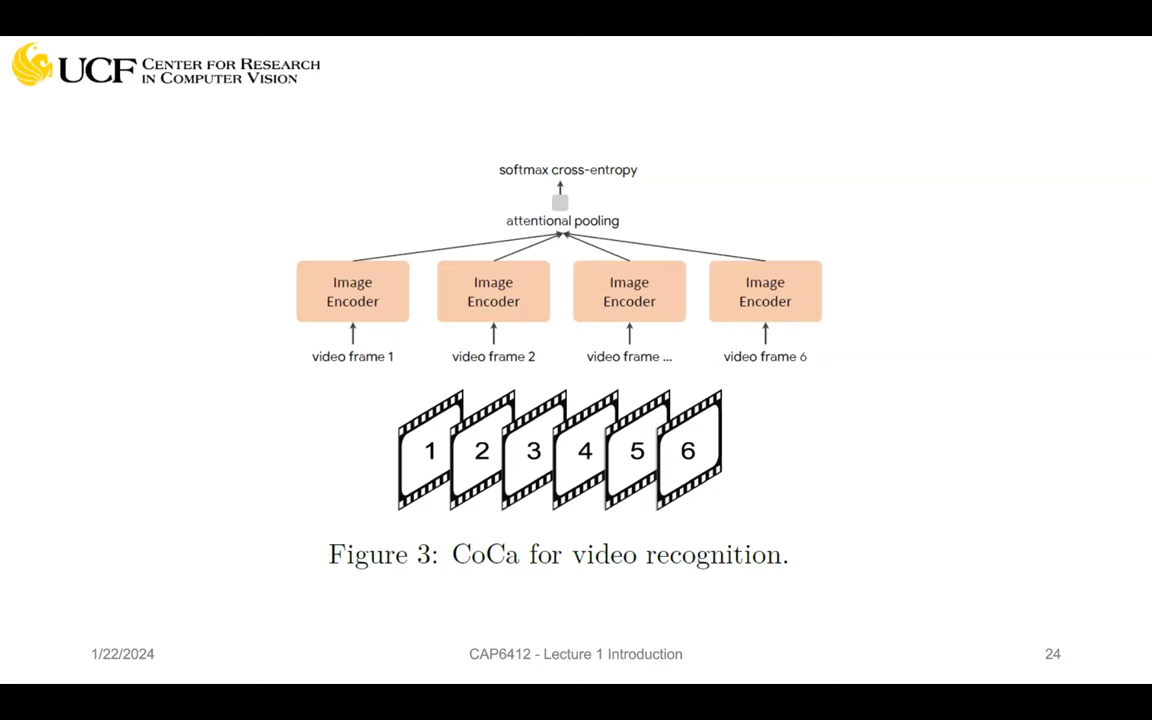 UCF CENTER FOR RESEARCH
IN COMPUTER VISION
softmax cross-entropy
attentional pooling
Image Encoder Image Encoder Image Encoder Image Encoder
video frame 1 video frame 2 video frame ... video frame 6
1 2 3 4 5 6
Figure 3: CoCa for video recognition.
1/22/2024 CAP6412 - Lecture 1 Introduction 24